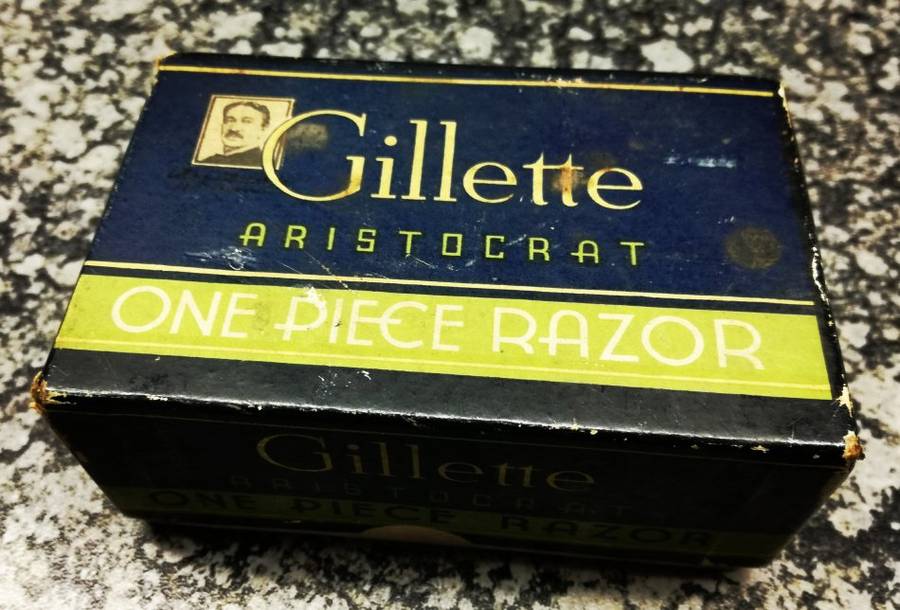 Gillette
ARISTOCRAT
ONE PIECE RAZOR
Gillette
ARISTOCRAT
ONE PIECE RAZOR